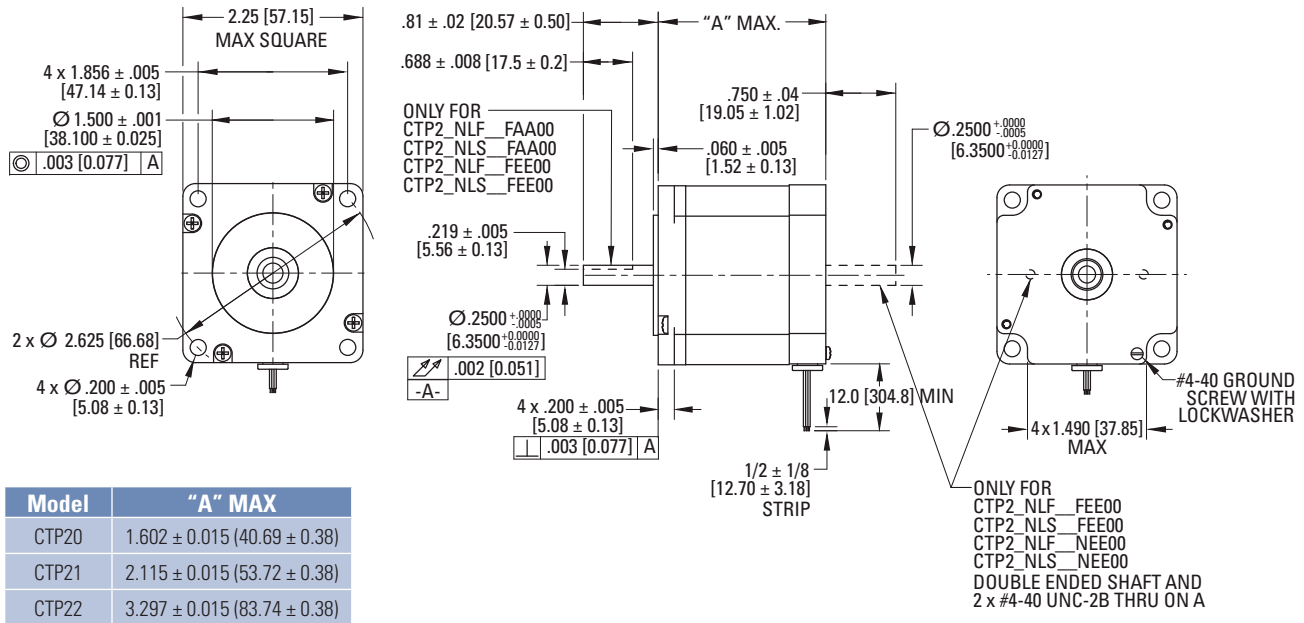 2.25 [57.15]
MAX SQUARE
4 x 1.856 ± .005
[47.14 ± 0.13]
Ø 1.500 ± .001
[38.100 ± 0.025]
◎ .003 [0.077] A
2 x Ø 2.625 [66.68]
REF
4 x Ø .200 ± .005
[5.08 ± 0.13]
.81 ± .02 [20.57 ± 0.50]
“A” MAX.
.688 ± .008 [17.5 ± 0.2]
ONLY FOR
CTP2_NLF__FAA00
CTP2_NLS__FAA00
CTP2_NLF__FEE00
CTP2_NLS__FEE00
.750 ± .04
[19.05 ± 1.02]
.060 ± .005
[1.52 ± 0.13]
Ø.2500 +.0000 -.0005
[6.3500 +0.0000 -0.0127]
.219 ± .005
[5.56 ± 0.13]
Ø.2500 +.0000 -.0005
[6.3500 +0.0000 -0.0127]
.002 [0.051]
-A-
4 x .200 ± .005
[5.08 ± 0.13]
⊥ .003 [0.077] A
12.0 [304.8] MIN
1/2 ± 1/8
[12.70 ± 3.18]
STRIP
#4-40 GROUND
SCREW WITH
LOCKWASHER
4 x 1.490 [37.85]
MAX
ONLY FOR
CTP2_NLF__FEE00
CTP2_NLS__FEE00
CTP2_NLF__NEE00
CTP2_NLS__NEE00
DOUBLE ENDED SHAFT AND
2 x #4-40 UNC-2B THRU ON A
Model “A” MAX
CTP20 1.602 ± 0.015 (40.69 ± 0.38)
CTP21 2.115 ± 0.015 (53.72 ± 0.38)
CTP22 3.297 ± 0.015 (83.74 ± 0.38)